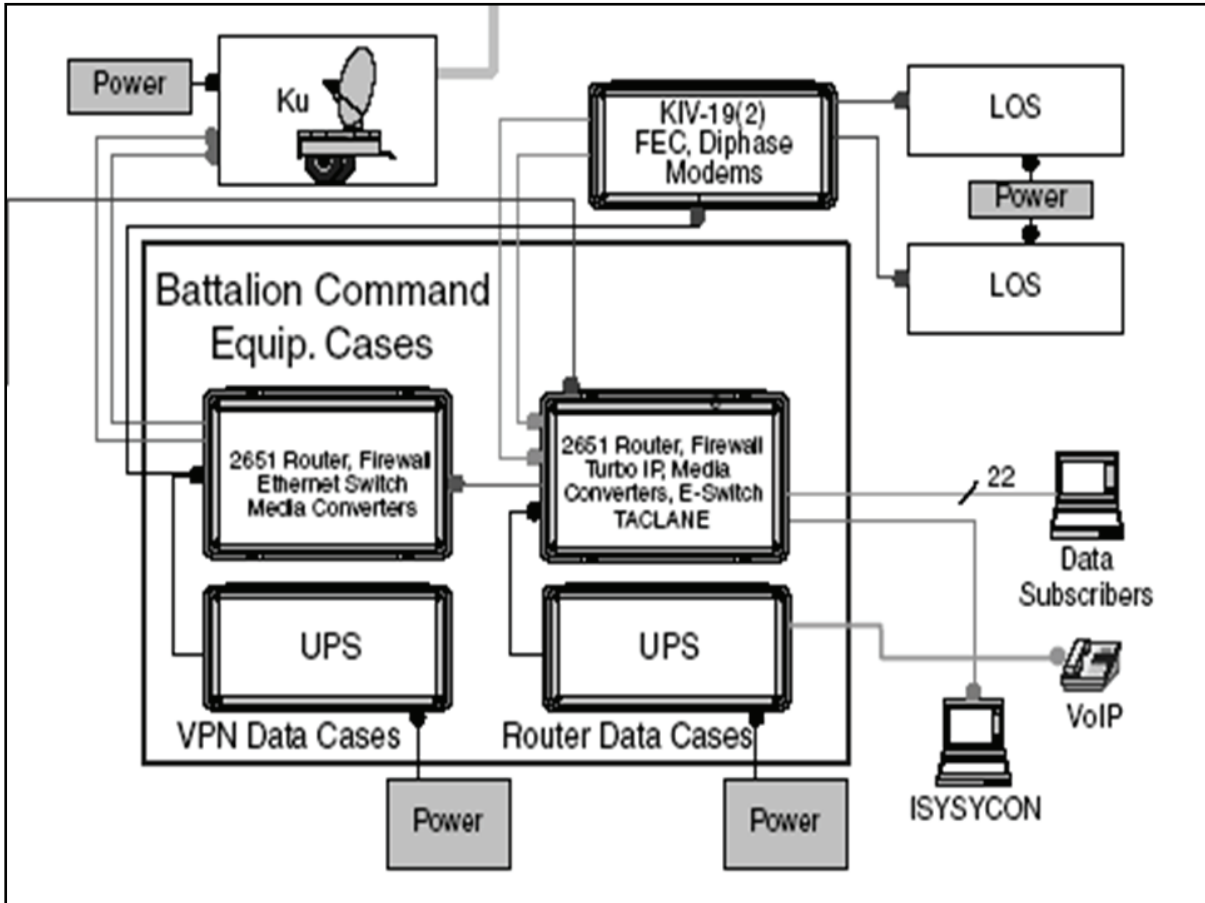 Power
Ku
KIV-19(2)
FEC, Diphase
Modems
LOS
Power
LOS
Battalion Command
Equip. Cases
2651 Router, Firewall
Ethernet Switch
Media Converters
2651 Router, Firewall
Turbo IP, Media
Converters, E-Switch
TACLANE
22
Data
Subscribers
UPS
UPS
VoIP
VPN Data Cases
Router Data Cases
ISYSYCON
Power
Power